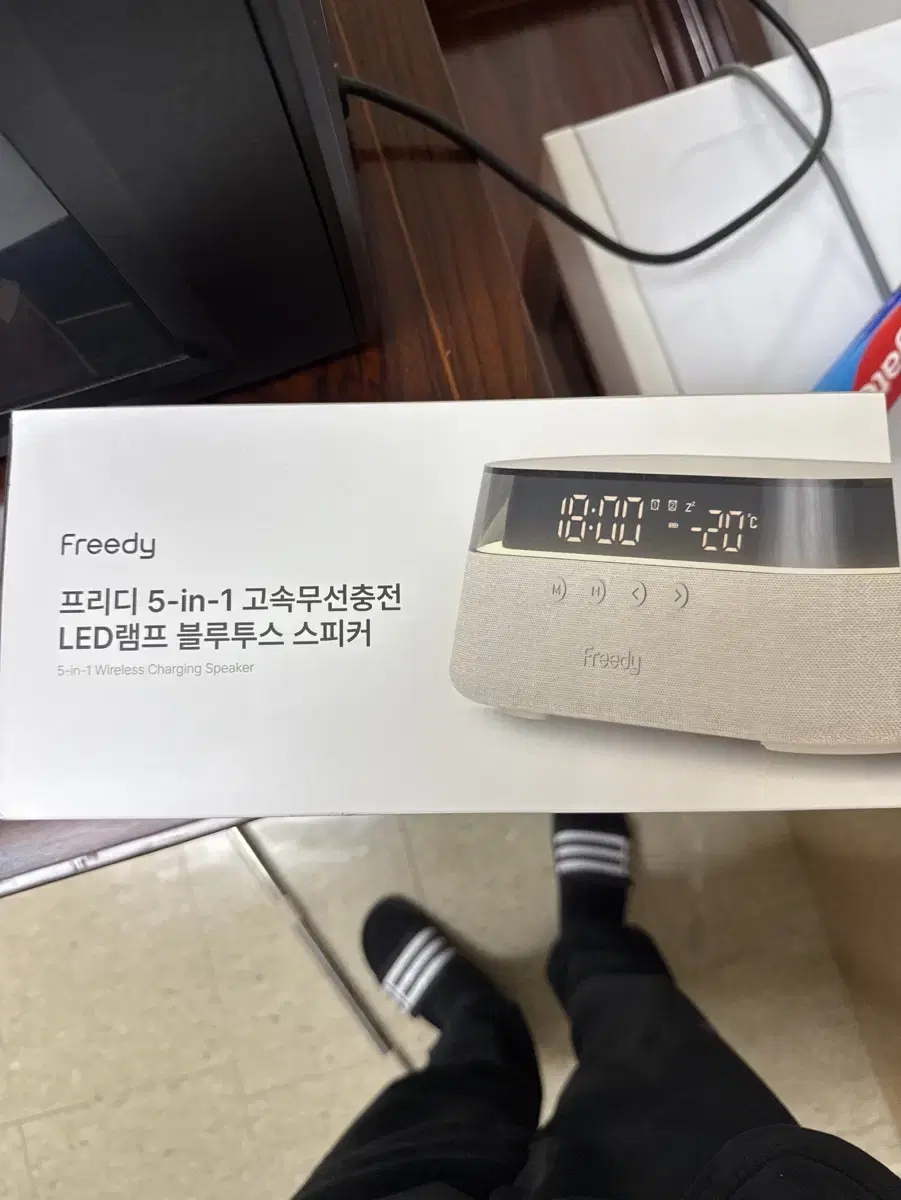 Freedy
프리디 5-in-1 고속무선충전
LED램프 블루투스 스피커
5-in-1 Wireless Charging Speaker
18:00 Zz -20°C
M H < >
Freedy